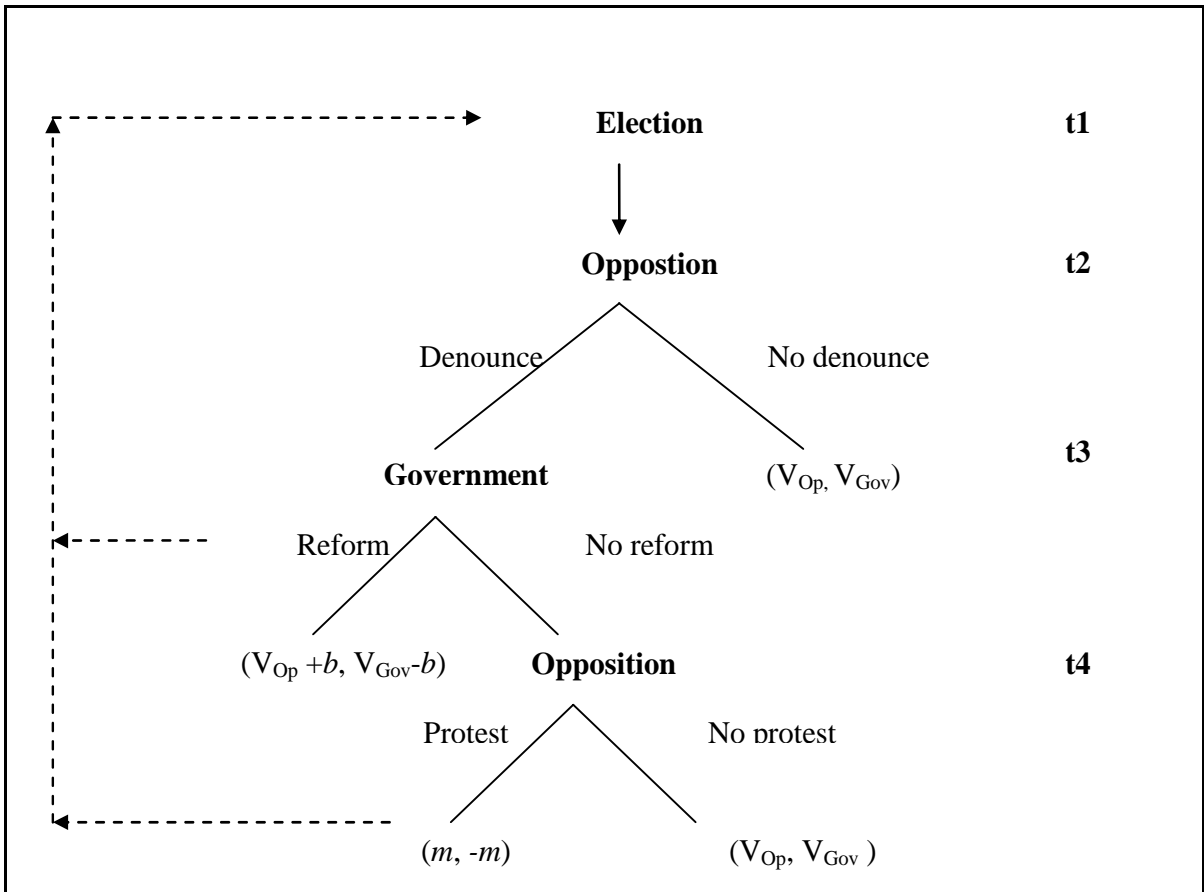 Election t1
Oppostion t2
Denounce No denounce
t3
Government (V_Op, V_Gov)
Reform No reform
(V_Op +b, V_Gov-b) Opposition t4
Protest No protest
(m, -m) (V_Op, V_Gov )